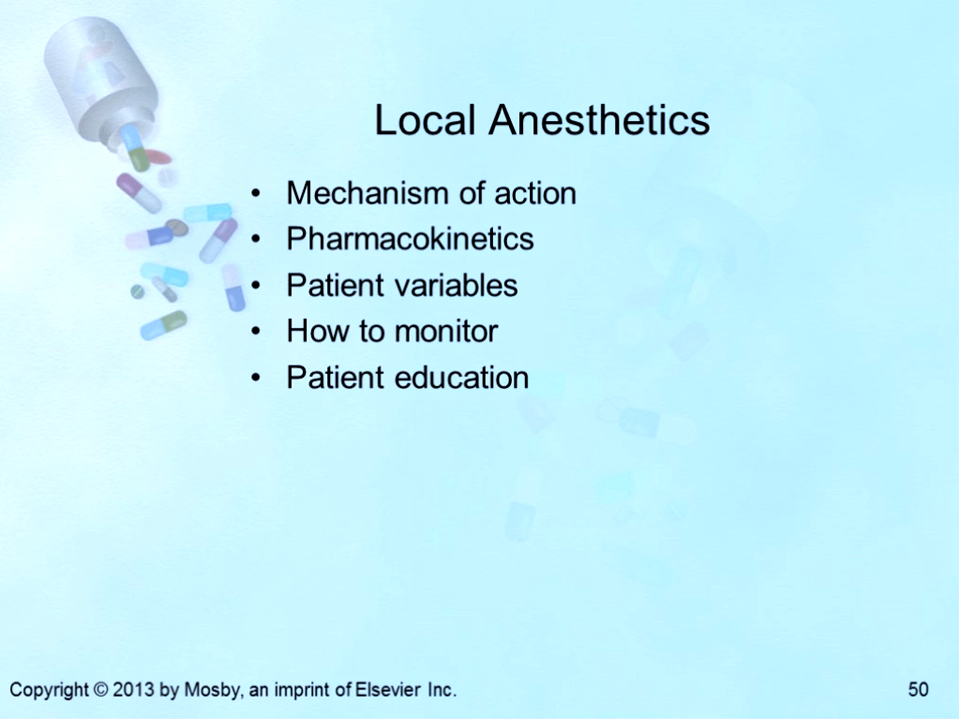 Local Anesthetics
• Mechanism of action
• Pharmacokinetics
• Patient variables
• How to monitor
• Patient education
Copyright © 2013 by Mosby, an imprint of Elsevier Inc.
50